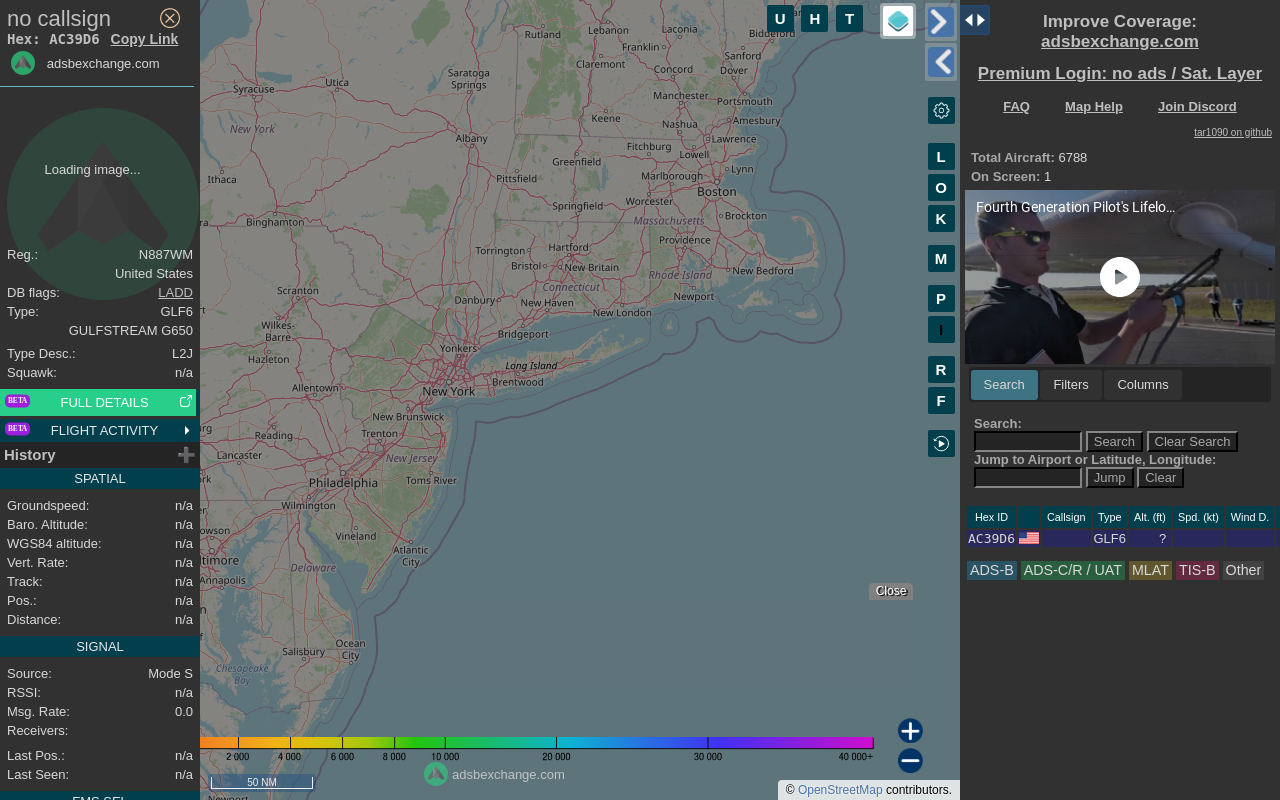 no callsign
Hex: AC39D6 Copy Link
adsbexchange.com
Loading image...
Reg.: N887WM
United States
DB flags: LADD
Type: GLF6
GULFSTREAM G650
Type Desc.: L2J
Squawk: n/a
BETA FULL DETAILS
BETA FLIGHT ACTIVITY
History
SPATIAL
Groundspeed: n/a
Baro. Altitude: n/a
WGS84 altitude: n/a
Vert. Rate: n/a
Track: n/a
Pos.: n/a
Distance: n/a
SIGNAL
Source: Mode S
RSSI: n/a
Msg. Rate: 0.0
Receivers:
Last Pos.: n/a
Last Seen: n/a
FMS SEL
U H T
L
O
K
M
P
I
R
F
Rutland
Lebanon
Laconia
Biddeford
Franklin
Sanford
Claremont
Dover
Concord
Saratoga
Springs
Utica
Syracuse
Manchester
Portsmouth
Keene
Nashua
Amesbury
New York
Albany
Lawrence
Fitchburg
Greenfield
Lowell
Pittsfield
Marlborough
Lynn
Ithaca
Boston
Worcester
Springfield
Massachusetts
Brockton
Binghamton
Providence
Torrington
Hartford
Bristol
New Britain
Rhode Island
New Bedford
Connecticut
Scranton
Danbury
New Haven
Newport
New London
Wilkes-
Barre
Bridgeport
Hazleton
Yonkers
Long Island
Brentwood
Allentown
New York
New Brunswick
Reading
Trenton
Lancaster
New Jersey
Philadelphia
Toms River
Wilmington
Vineland
Atlantic
City
Delaware
Annapolis
Ocean
City
Salisbury
Chesapeake
Bay
Newport
Close
2 000 4 000 6 000 8 000 10 000 20 000 30 000 40 000+
adsbexchange.com
50 NM
© OpenStreetMap contributors.
Improve Coverage:
adsbexchange.com
Premium Login: no ads / Sat. Layer
FAQ Map Help Join Discord
tar1090 on github
Total Aircraft: 6788
On Screen: 1
Fourth Generation Pilot's Lifelo...
Search Filters Columns
Search:
Search Clear Search
Jump to Airport or Latitude, Longitude:
Jump Clear
Hex ID Callsign Type Alt. (ft) Spd. (kt) Wind D.
AC39D6 GLF6 ?
ADS-B ADS-C/R / UAT MLAT TIS-B Other